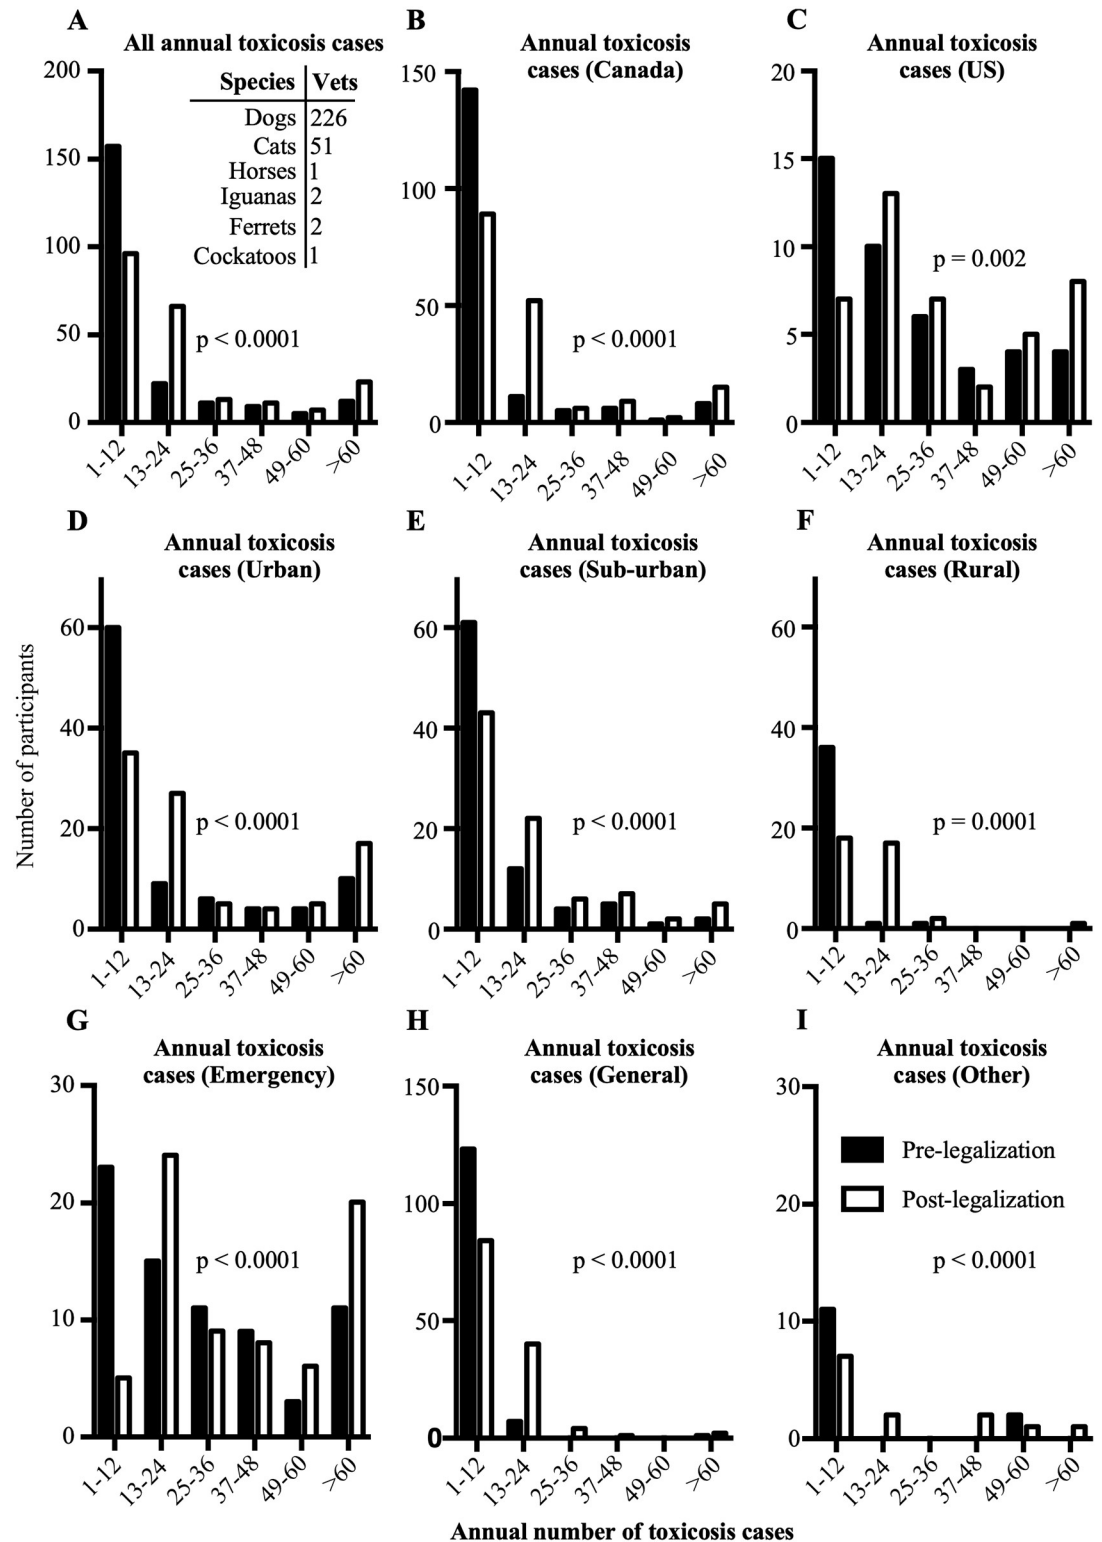 A
All annual toxicosis cases
Species Vets
Dogs 226
Cats 51
Horses 1
Iguanas 2
Ferrets 2
Cockatoos 1
200
150
100
50
0
p < 0.0001
1-12 13-24 25-36 37-48 49-60 >60
B
Annual toxicosis
cases (Canada)
150
100
50
0
p < 0.0001
1-12 13-24 25-36 37-48 49-60 >60
C
Annual toxicosis
cases (US)
20
15
10
5
0
p = 0.002
1-12 13-24 25-36 37-48 49-60 >60
Number of participants
D
Annual toxicosis
cases (Urban)
60
40
20
0
p < 0.0001
1-12 13-24 25-36 37-48 49-60 >60
E
Annual toxicosis
cases (Sub-urban)
60
40
20
0
p < 0.0001
1-12 13-24 25-36 37-48 49-60 >60
F
Annual toxicosis
cases (Rural)
60
40
20
0
p = 0.0001
1-12 13-24 25-36 37-48 49-60 >60
G
Annual toxicosis
cases (Emergency)
30
20
10
0
p < 0.0001
1-12 13-24 25-36 37-48 49-60 >60
H
Annual toxicosis
cases (General)
150
100
50
0
p < 0.0001
1-12 13-24 25-36 37-48 49-60 >60
I
Annual toxicosis
cases (Other)
30
20
10
0
Pre-legalization
Post-legalization
p < 0.0001
1-12 13-24 25-36 37-48 49-60 >60
Annual number of toxicosis cases